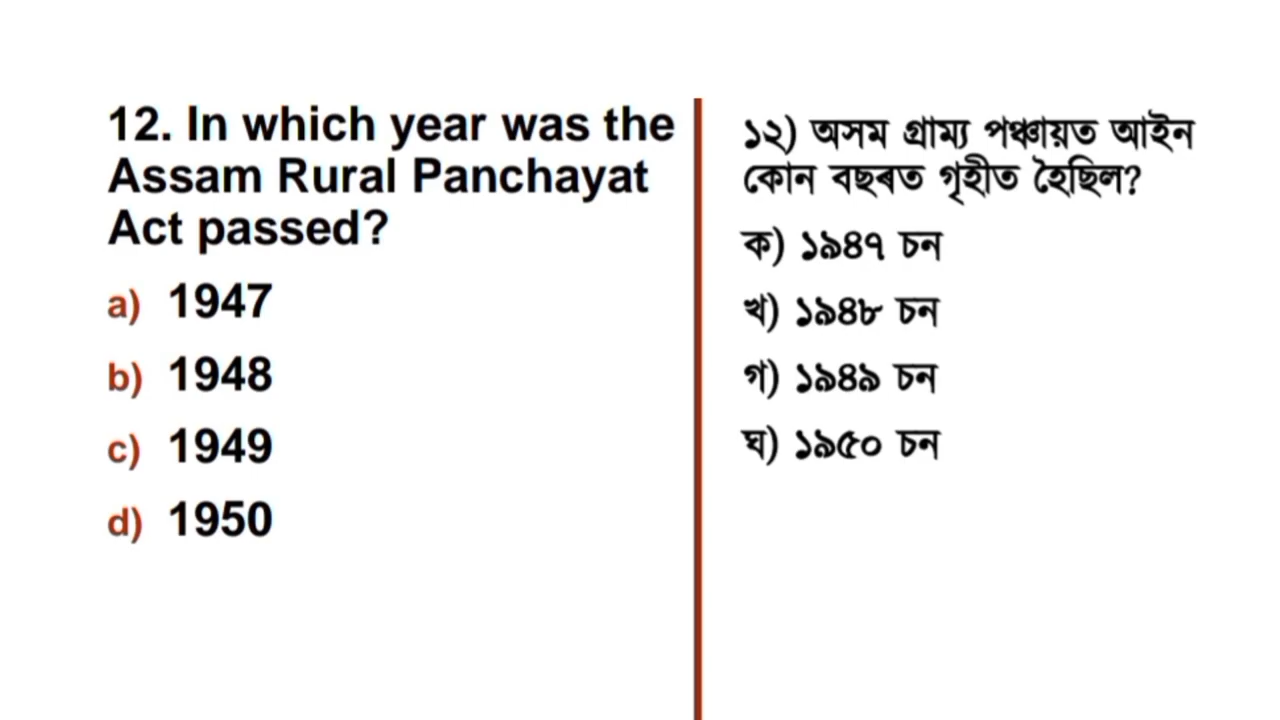 12. In which year was the
Assam Rural Panchayat
Act passed?
a) 1947
b) 1948
c) 1949
d) 1950
১২) অসম গ্ৰাম্য পঞ্চায়ত আইন
কোন বছৰত গৃহীত হৈছিল?
ক) ১৯৪৭ চন
খ) ১৯৪৮ চন
গ) ১৯৪৯ চন
ঘ) ১৯৫০ চন